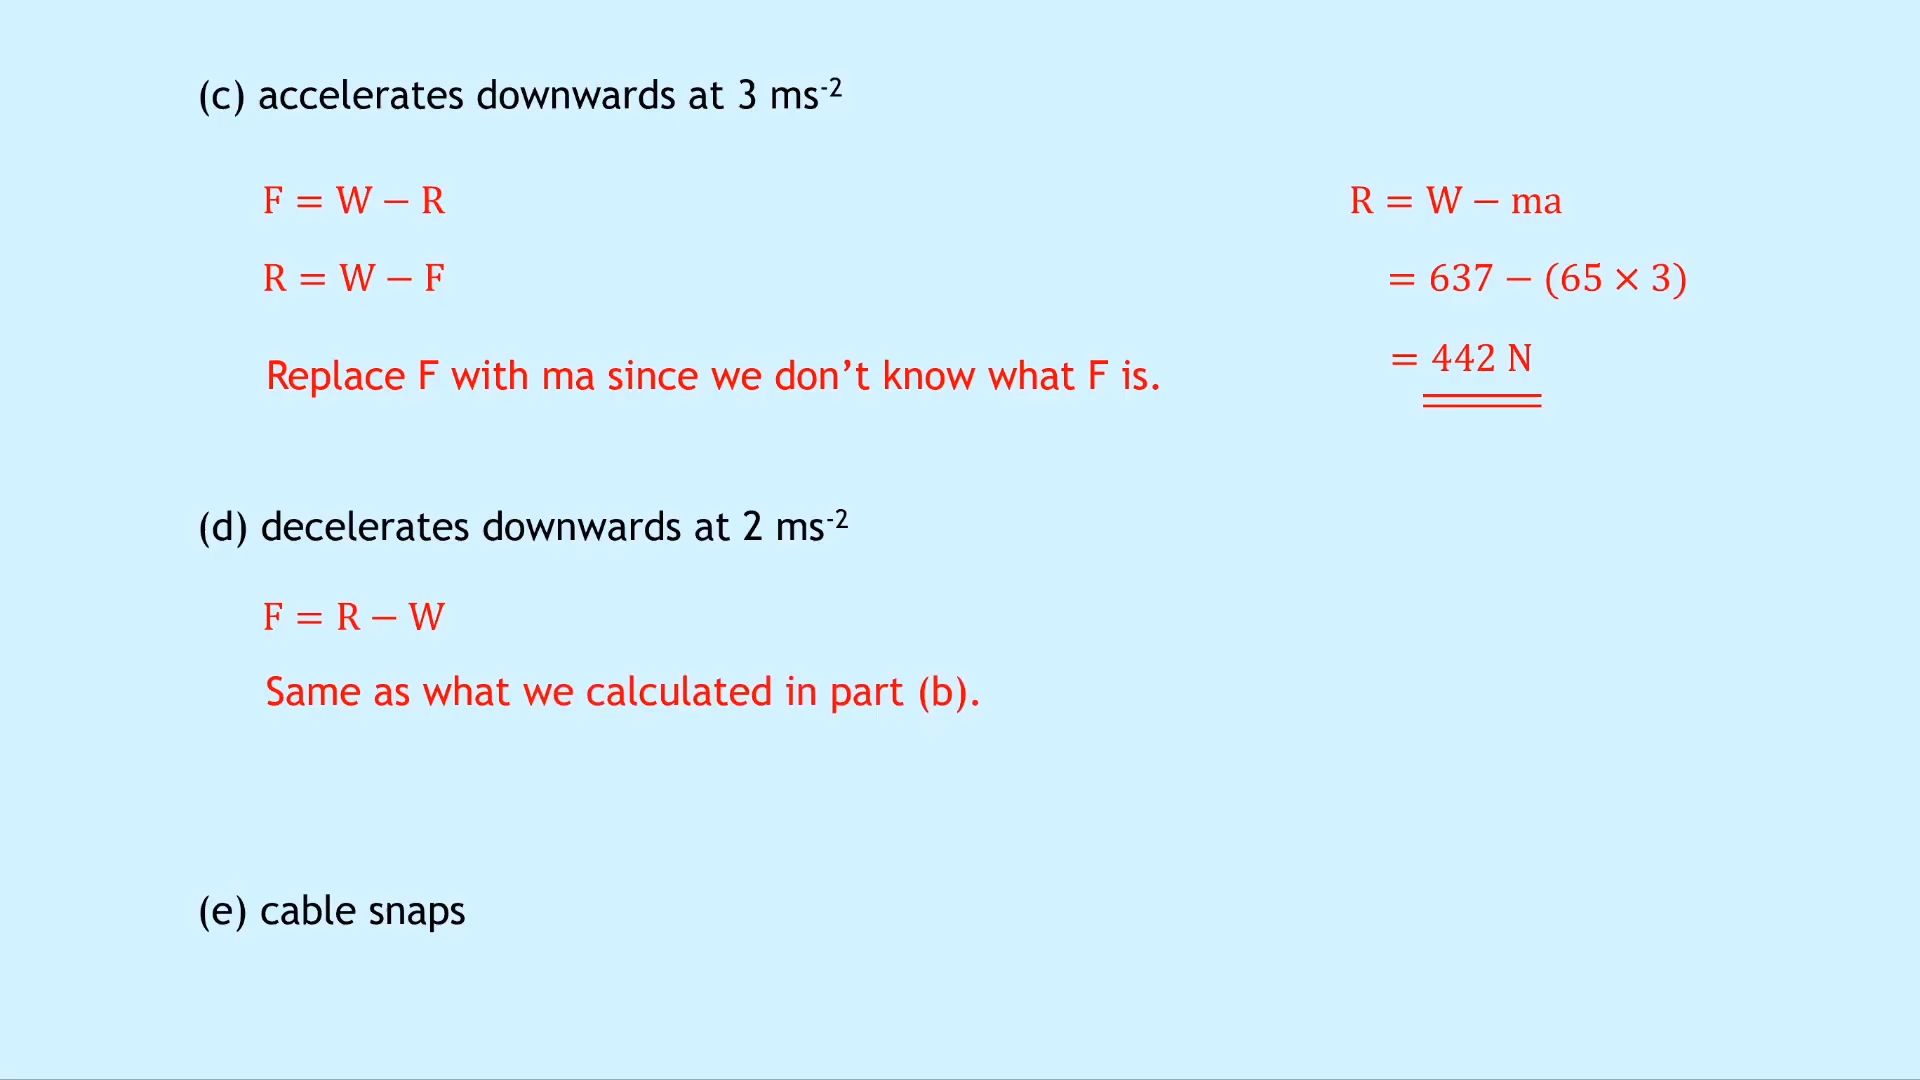 (c) accelerates downwards at 3 ms⁻²
F = W − R
R = W − F
Replace F with ma since we don’t know what F is.
R = W − ma
= 637 − (65 × 3)
= 442 N
(d) decelerates downwards at 2 ms⁻²
F = R − W
Same as what we calculated in part (b).
(e) cable snaps